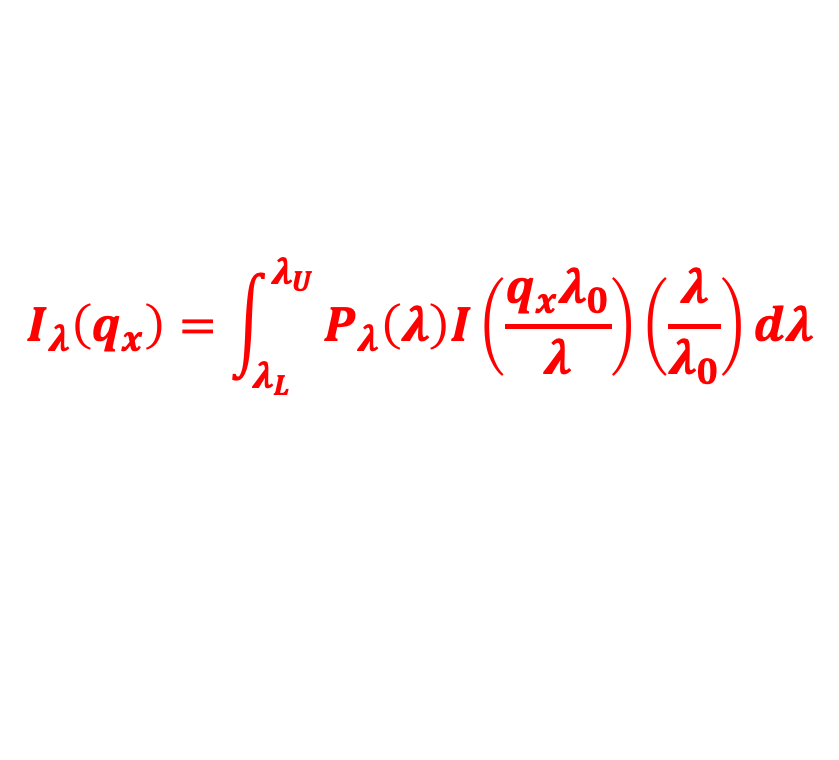 𝑰_𝝀(𝒒_𝒙) = ∫_{𝝀_𝑳}^{𝝀_𝑼} 𝑷_𝝀(𝝀)𝑰(𝒒_𝒙𝝀_𝟎/𝝀)(𝝀/𝝀_𝟎)𝒅𝝀